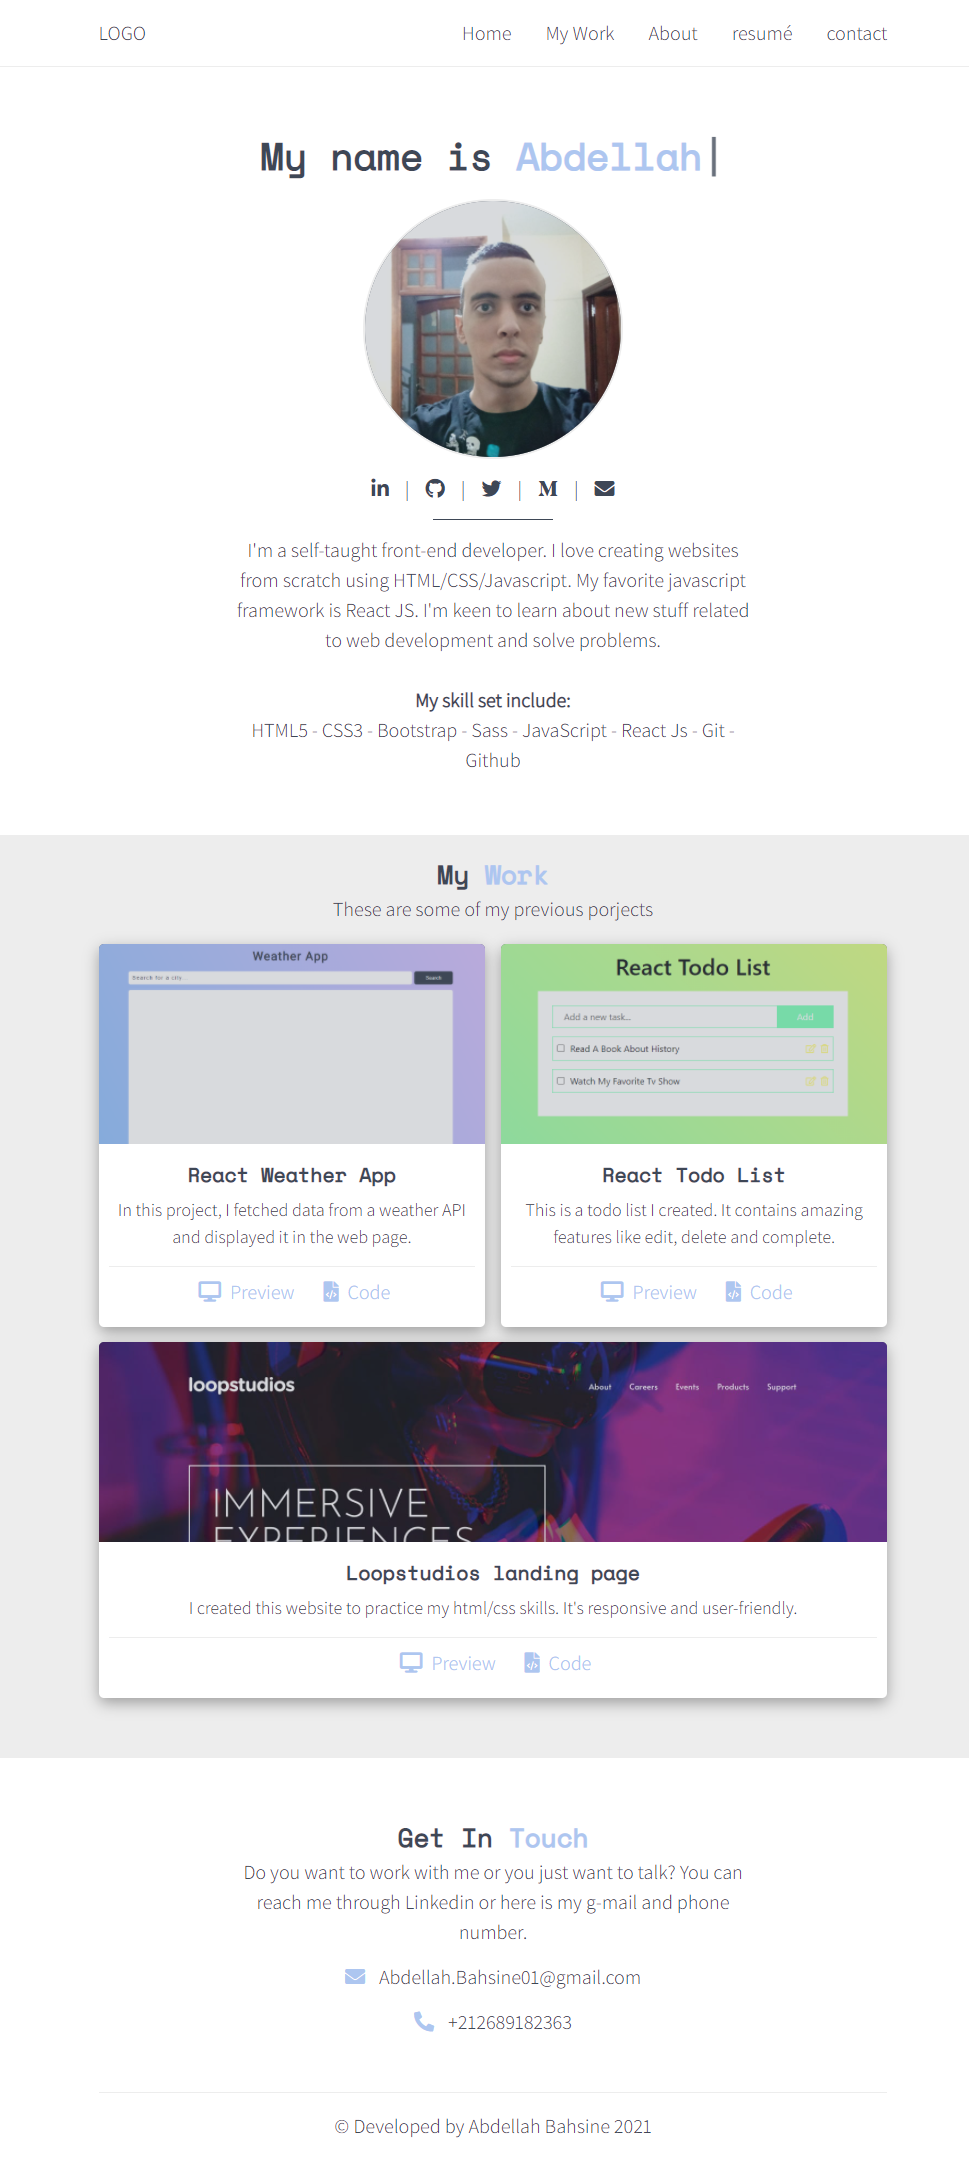 LOGO Home My Work About resumé contact
My name is Abdellah|
I'm a self-taught front-end developer. I love creating websites
from scratch using HTML/CSS/Javascript. My favorite javascript
framework is React JS. I'm keen to learn about new stuff related
to web development and solve problems.
My skill set include:
HTML5 - CSS3 - Bootstrap - Sass - JavaScript - React Js - Git -
Github
My Work
These are some of my previous porjects
Weather App
Search for a city...
Search
React Weather App
In this project, I fetched data from a weather API
and displayed it in the web page.
Preview Code
React Todo List
Add a new task...
Add
Read A Book About History
Watch My Favorite Tv Show
React Todo List
This is a todo list I created. It contains amazing
features like edit, delete and complete.
Preview Code
loopstudios About Careers Events Products Support
IMMERSIVE
EXPERIENCES
Loopstudios landing page
I created this website to practice my html/css skills. It's responsive and user-friendly.
Preview Code
Get In Touch
Do you want to work with me or you just want to talk? You can
reach me through Linkedin or here is my g-mail and phone
number.
Abdellah.Bahsine01@gmail.com
+212689182363
© Developed by Abdellah Bahsine 2021